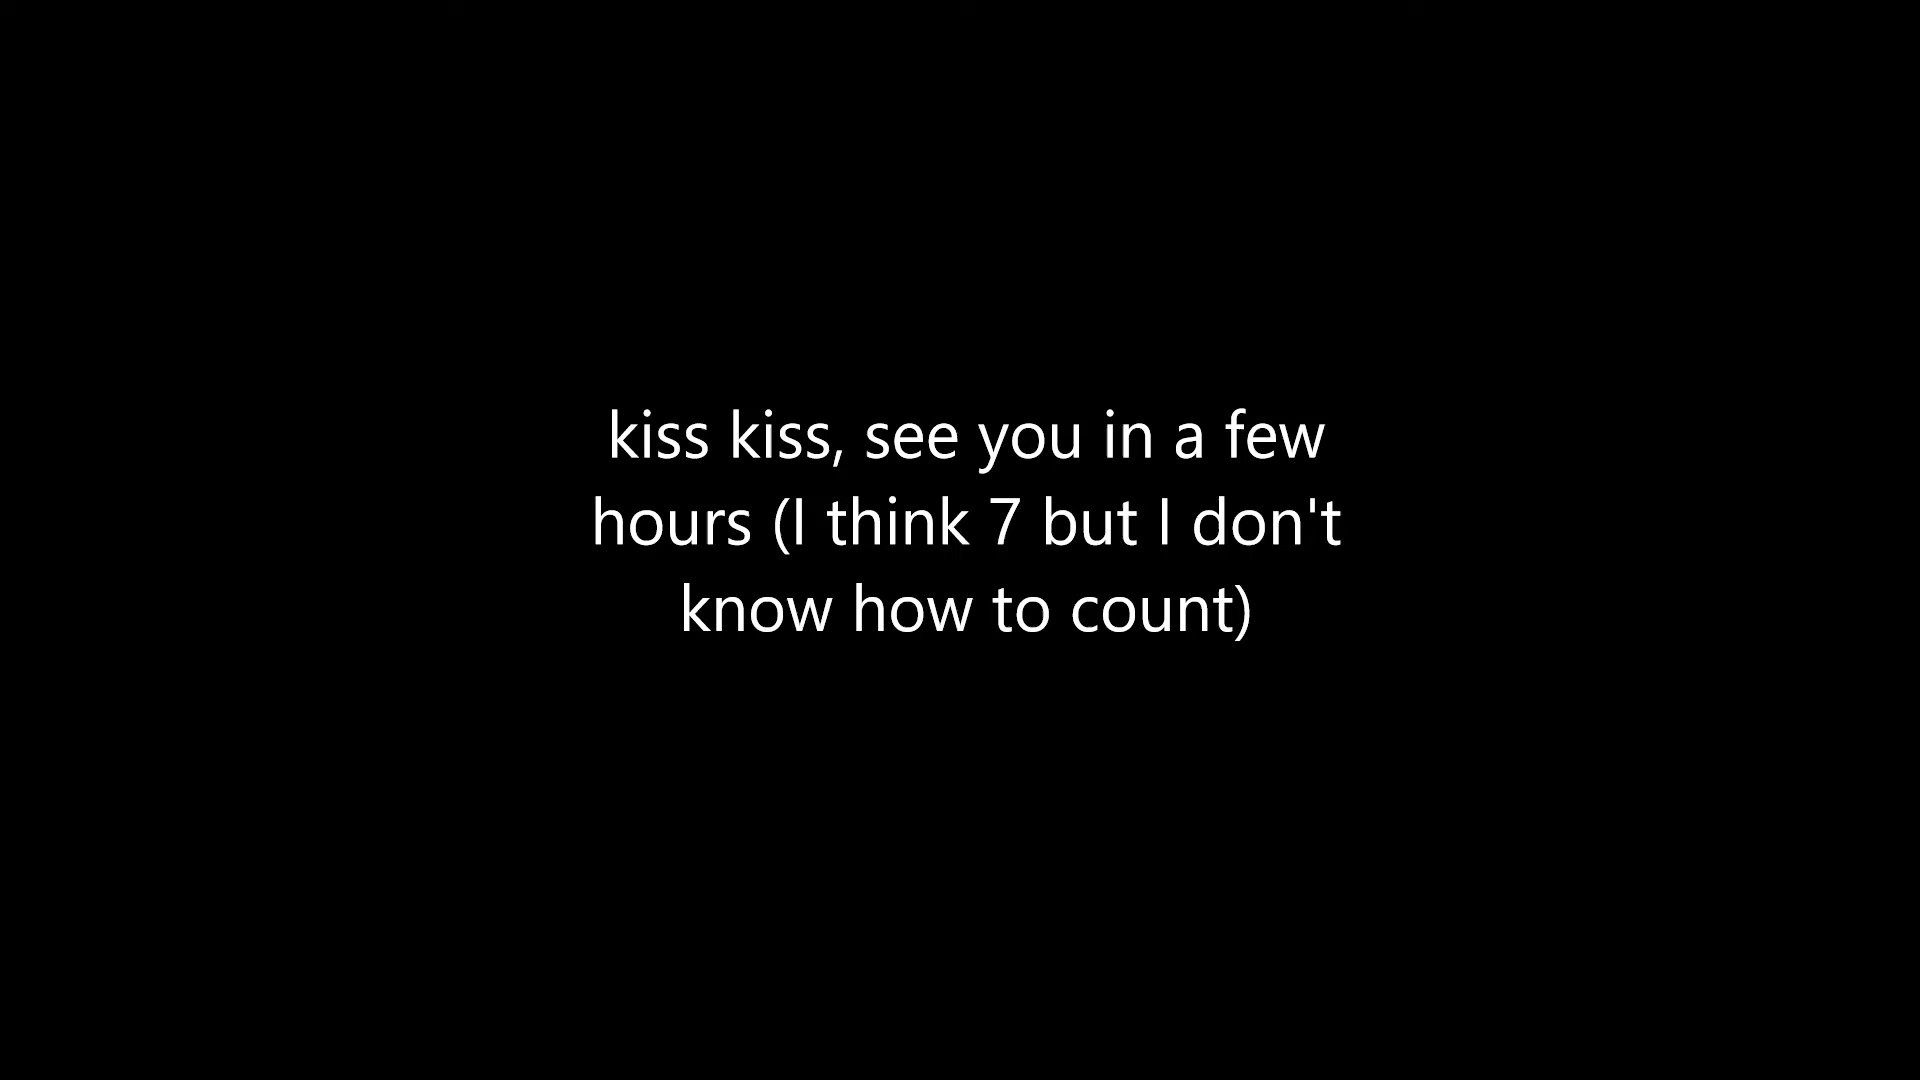 kiss kiss, see you in a few
hours (I think 7 but I don't
know how to count)